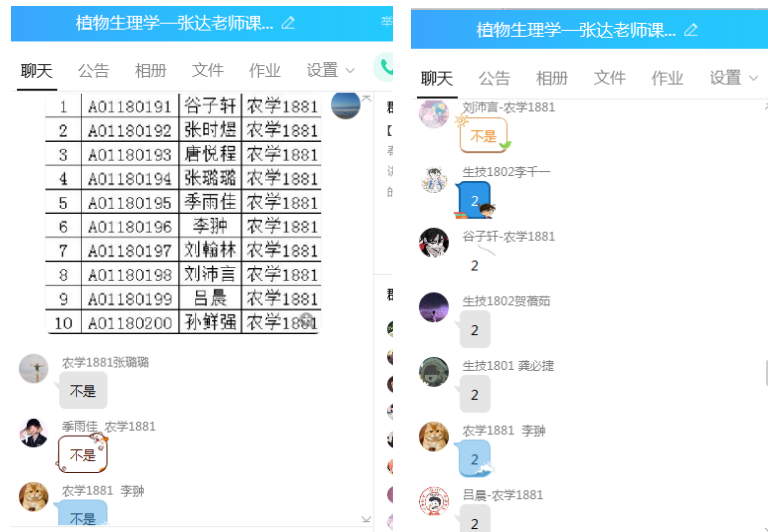 植物生理学—张达老师课...
举
聊天 公告 相册 文件 作业 设置
1 A01180191 谷子轩 农学1881
2 A01180192 张时煜 农学1881
3 A01180193 唐悦程 农学1881
4 A01180194 张璐璐 农学1881
5 A01180195 季雨佳 农学1881
6 A01180196 李翀 农学1881
7 A01180197 刘翰林 农学1881
8 A01180198 刘沛言 农学1881
9 A01180199 吕晨 农学1881
10 A01180200 孙鲜强 农学1881
农学1881张璐璐
不是
季雨佳 农学1881
不是
农学1881 李翀
不是
植物生理学—张达老师课...
聊天 公告 相册 文件 作业 设置
刘沛言-农学1881
不是
生技1802李千一
2
谷子轩-农学1881
2
生技1802贺蓓茹
2
生技1801 龚必捷
2
农学1881 李翀
2
吕晨-农学1881
2